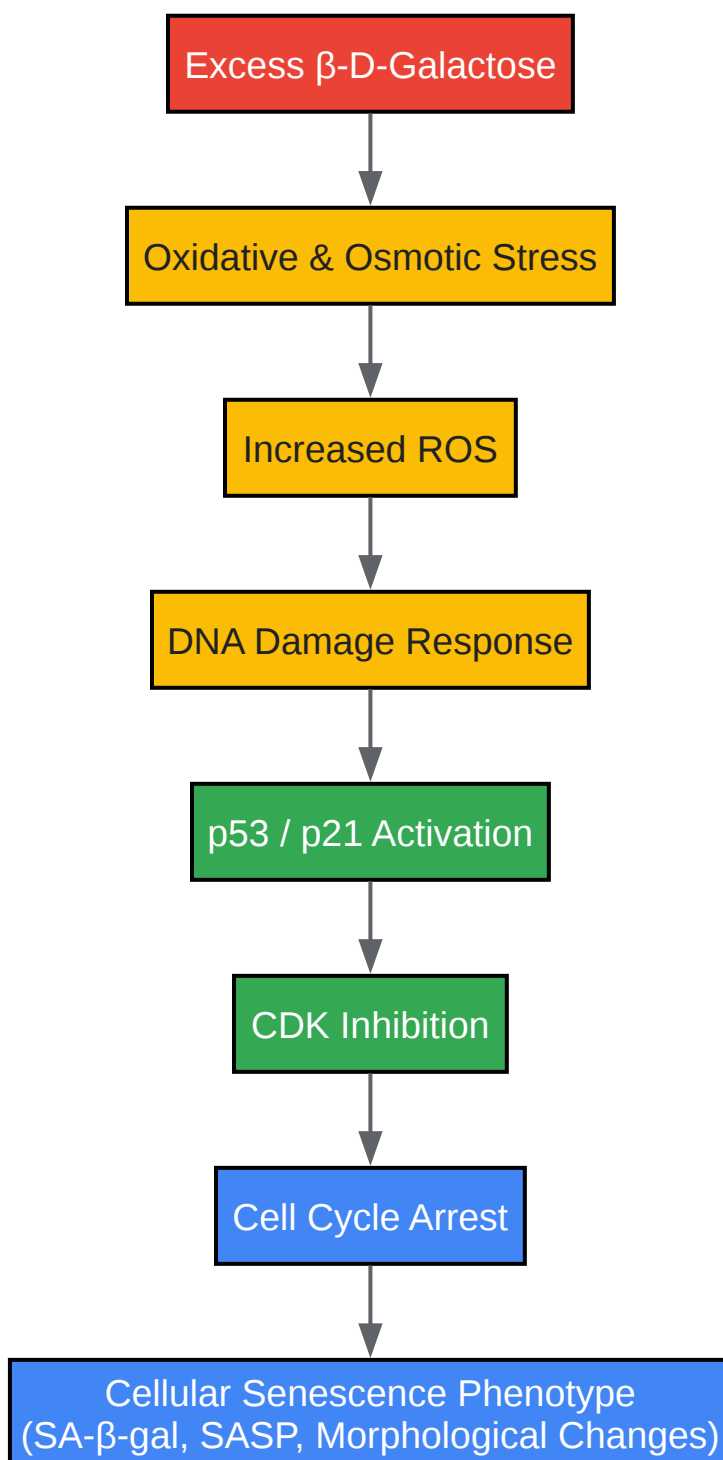 Excess β-D-Galactose
Oxidative & Osmotic Stress
Increased ROS
DNA Damage Response
p53 / p21 Activation
CDK Inhibition
Cell Cycle Arrest
Cellular Senescence Phenotype
(SA-β-gal, SASP, Morphological Changes)